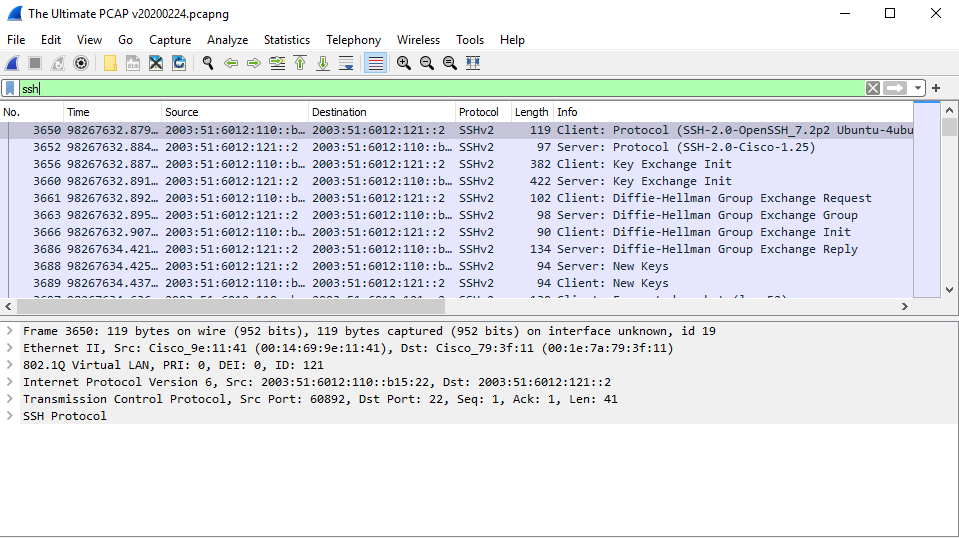 The Ultimate PCAP v20200224.pcapng
File Edit View Go Capture Analyze Statistics Telephony Wireless Tools Help
ssh
No. Time Source Destination Protocol Length Info
3650 98267632.879… 2003:51:6012:110::b… 2003:51:6012:121::2 SSHv2 119 Client: Protocol (SSH-2.0-OpenSSH_7.2p2 Ubuntu-4ubu
3652 98267632.884… 2003:51:6012:121::2 2003:51:6012:110::b… SSHv2 97 Server: Protocol (SSH-2.0-Cisco-1.25)
3656 98267632.887… 2003:51:6012:110::b… 2003:51:6012:121::2 SSHv2 382 Client: Key Exchange Init
3660 98267632.891… 2003:51:6012:121::2 2003:51:6012:110::b… SSHv2 422 Server: Key Exchange Init
3661 98267632.892… 2003:51:6012:110::b… 2003:51:6012:121::2 SSHv2 102 Client: Diffie-Hellman Group Exchange Request
3663 98267632.895… 2003:51:6012:121::2 2003:51:6012:110::b… SSHv2 98 Server: Diffie-Hellman Group Exchange Group
3666 98267632.907… 2003:51:6012:110::b… 2003:51:6012:121::2 SSHv2 90 Client: Diffie-Hellman Group Exchange Init
3686 98267634.421… 2003:51:6012:121::2 2003:51:6012:110::b… SSHv2 134 Server: Diffie-Hellman Group Exchange Reply
3688 98267634.425… 2003:51:6012:121::2 2003:51:6012:110::b… SSHv2 94 Server: New Keys
3689 98267634.437… 2003:51:6012:110::b… 2003:51:6012:121::2 SSHv2 94 Client: New Keys
Frame 3650: 119 bytes on wire (952 bits), 119 bytes captured (952 bits) on interface unknown, id 19
Ethernet II, Src: Cisco_9e:11:41 (00:14:69:9e:11:41), Dst: Cisco_79:3f:11 (00:1e:7a:79:3f:11)
802.1Q Virtual LAN, PRI: 0, DEI: 0, ID: 121
Internet Protocol Version 6, Src: 2003:51:6012:110::b15:22, Dst: 2003:51:6012:121::2
Transmission Control Protocol, Src Port: 60892, Dst Port: 22, Seq: 1, Ack: 1, Len: 41
SSH Protocol